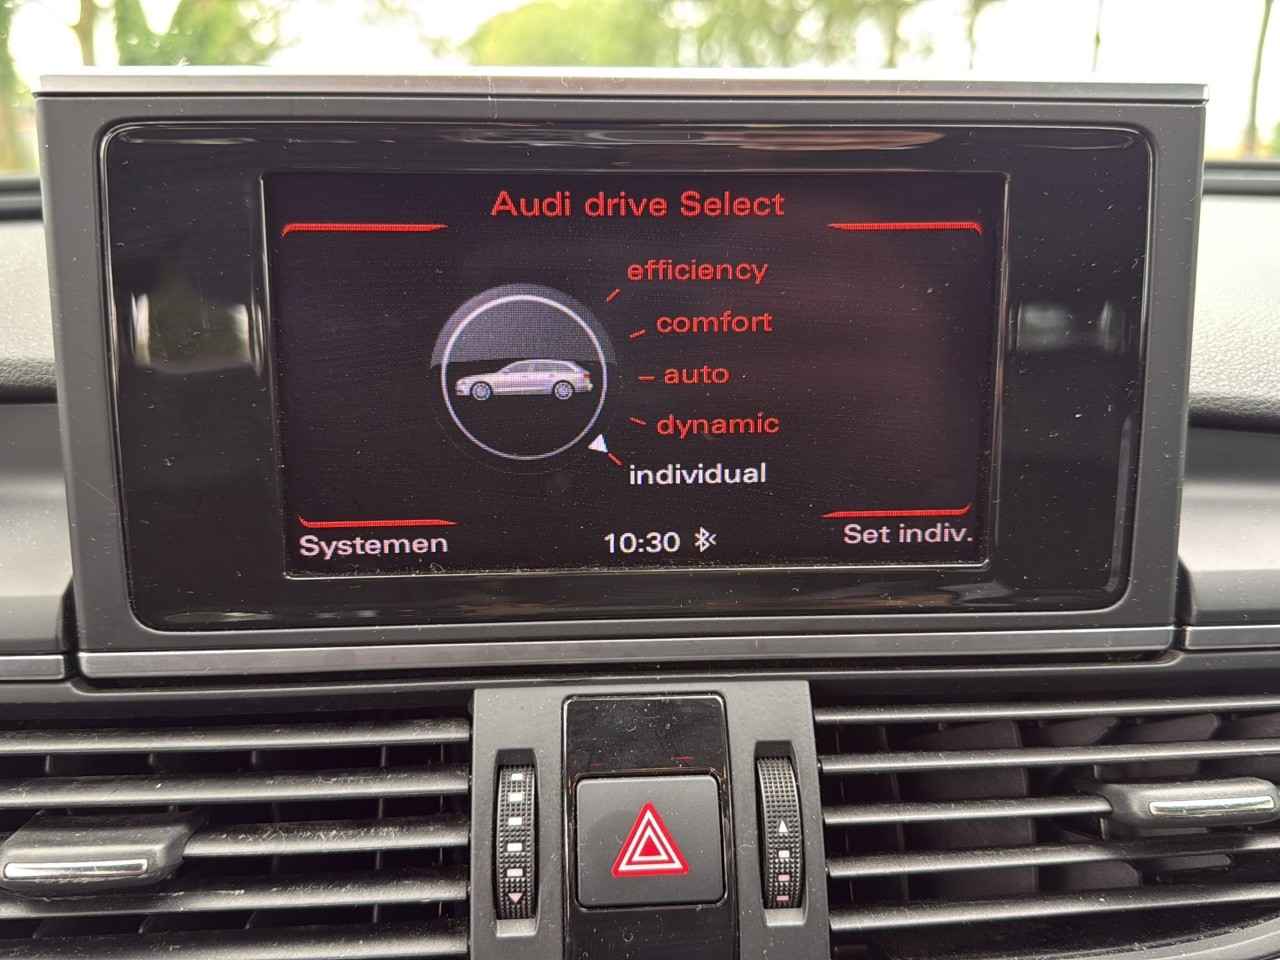 Audi drive Select
efficiency
comfort
auto
dynamic
individual
Systemen
10:30
Set indiv.